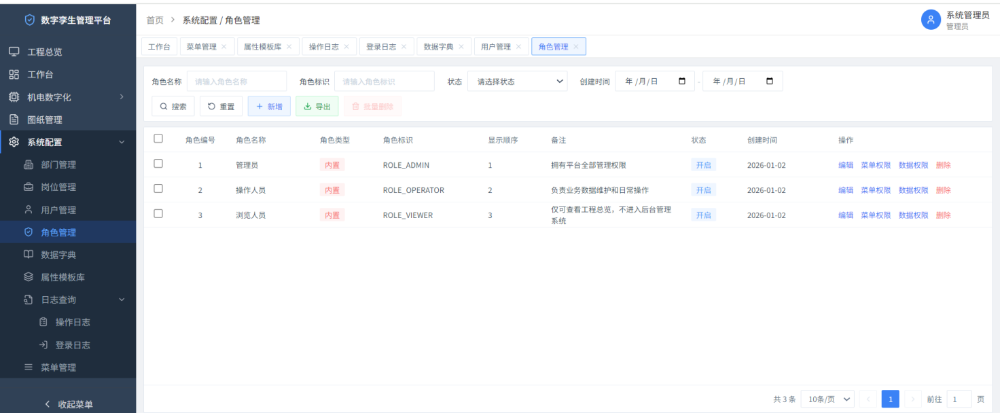 数字孪生管理平台
首页 > 系统配置 / 角色管理
系统管理员
管理员
工作台 菜单管理 × 属性模板库 × 操作日志 × 登录日志 × 数据字典 × 用户管理 × 角色管理 ×
工程总览
工作台
机电数字化
图纸管理
系统配置
部门管理
岗位管理
用户管理
角色管理
数据字典
属性模板库
日志查询
操作日志
登录日志
菜单管理
收起菜单
角色名称 请输入角色名称 角色标识 请输入角色标识 状态 请选择状态 创建时间 年 /月/日 - 年 /月/日
搜索 重置 + 新增 导出 批量删除
角色编号 角色名称 角色类型 角色标识 显示顺序 备注 状态 创建时间 操作
1 管理员 内置 ROLE_ADMIN 1 拥有平台全部管理权限 开启 2026-01-02 编辑 菜单权限 数据权限 删除
2 操作人员 内置 ROLE_OPERATOR 2 负责业务数据维护和日常操作 开启 2026-01-02 编辑 菜单权限 数据权限 删除
3 浏览人员 内置 ROLE_VIEWER 3 仅可查看工程总览，不进入后台管理
系统 开启 2026-01-02 编辑 菜单权限 数据权限 删除
共 3 条 10条/页 < 1 > 前往 1 页